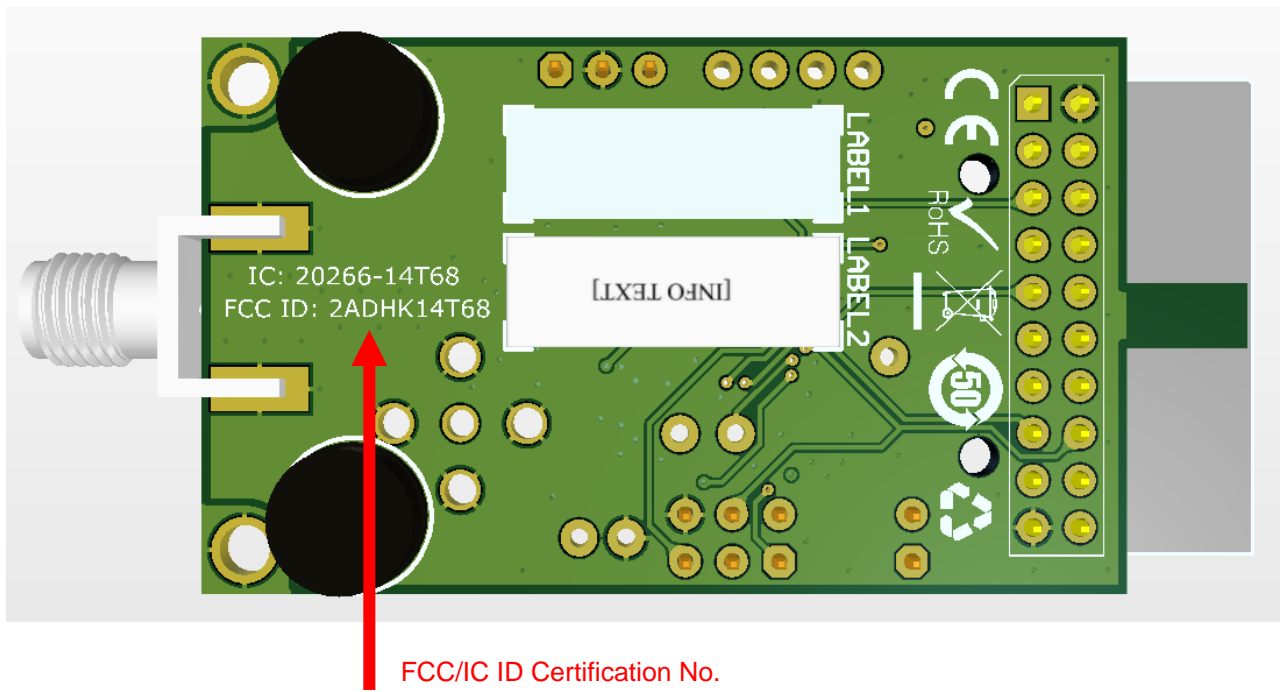 IC: 20266-14T68
FCC ID: 2ADHK14T68
LABEL1
LABEL2
[INFO TEXT]
CE
RoHS
50
FCC/IC ID Certification No.